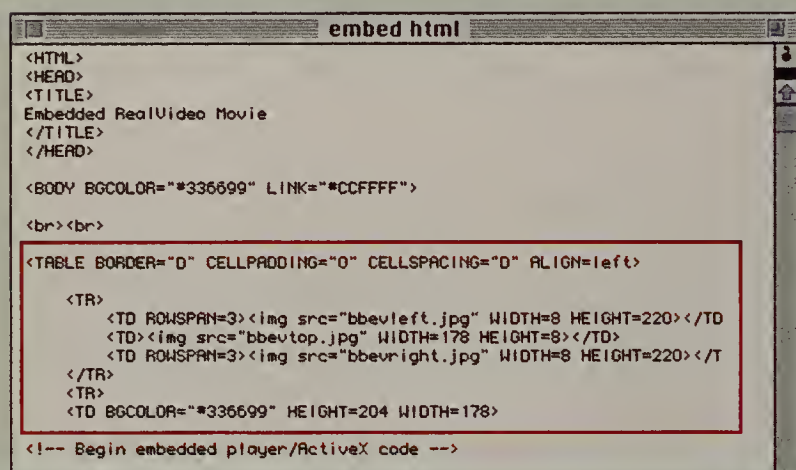 embed html
<HTML>
<HEAD>
<TITLE>
Embedded RealVideo Movie
</TITLE>
</HEAD>
<BODY BGCOLOR="#336699" LINK="#CCFFFF">
<br><br>
<TABLE BORDER="0" CELLPADDING="0" CELLSPACING="0" ALIGN=left>
<TR>
<TD ROWSPAN=3><img src="bbevleft.jpg" WIDTH=8 HEIGHT=220></TD
<TD><img src="bbevtop.jpg" WIDTH=178 HEIGHT=8></TD>
<TD ROWSPAN=3><img src="bbevright.jpg" WIDTH=8 HEIGHT=220></T
</TR>
<TR>
<TD BGCOLOR="#336699" HEIGHT=204 WIDTH=178>
<!-- Begin embedded player/ActiveX code -->